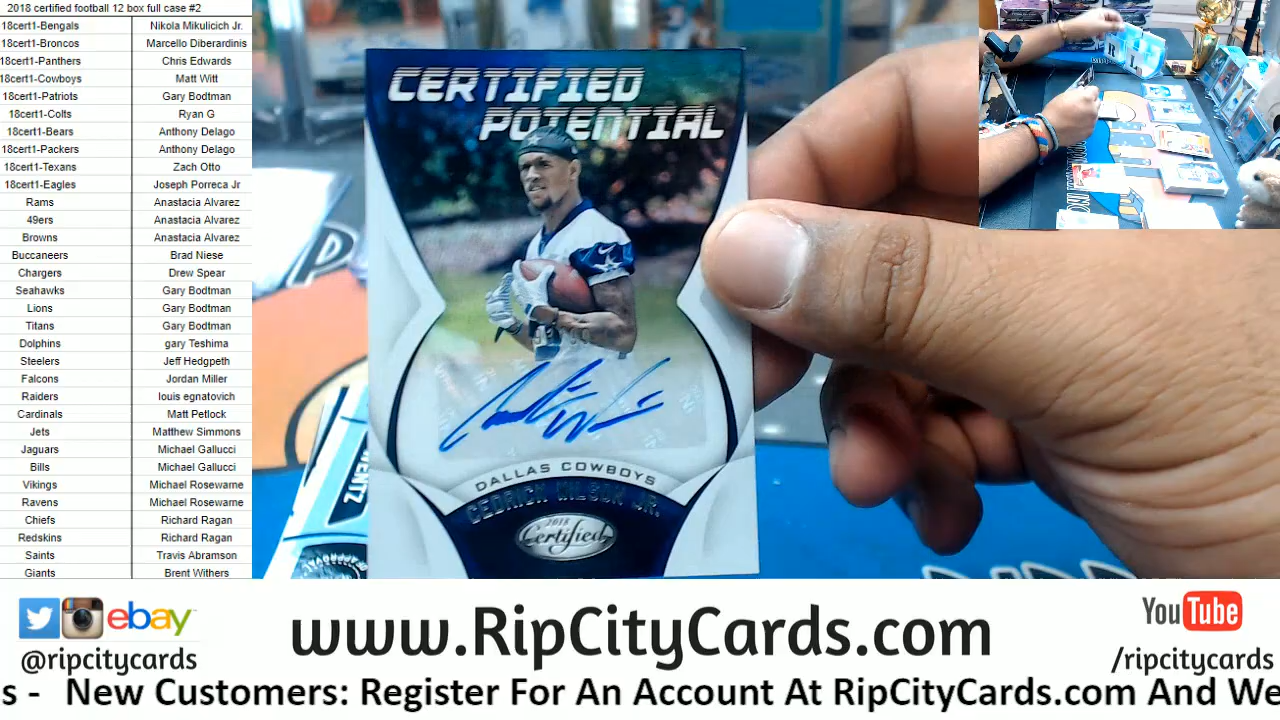 2018 certified football 12 box full case #2
18cert1-Bengals Nikola Mikulicich Jr.
18cert1-Broncos Marcello Diberardinis
18cert1-Panthers Chris Edwards
18cert1-Cowboys Matt Witt
18cert1-Patriots Gary Bodtman
18cert1-Colts Ryan G
18cert1-Bears Anthony Delago
18cert1-Packers Anthony Delago
18cert1-Texans Zach Otto
18cert1-Eagles Joseph Porreca Jr
Rams Anastacia Alvarez
49ers Anastacia Alvarez
Browns Anastacia Alvarez
Buccaneers Brad Niese
Chargers Drew Spear
Seahawks Gary Bodtman
Lions Gary Bodtman
Titans Gary Bodtman
Dolphins gary Teshima
Steelers Jeff Hedgpeth
Falcons Jordan Miller
Raiders louis egnatovich
Cardinals Matt Petlock
Jets Matthew Simmons
Jaguars Michael Gallucci
Bills Michael Gallucci
Vikings Michael Rosewarne
Ravens Michael Rosewarne
Chiefs Richard Ragan
Redskins Richard Ragan
Saints Travis Abramson
Giants Brent Withers
CERTIFIED
POTENTIAL
DALLAS COWBOYS
CEDRICK WILSON JR.
2018
Certified
WENTZ
ebay
@ripcitycards
www.RipCityCards.com
YouTube
/ripcitycards
s - New Customers: Register For An Account At RipCityCards.com And We